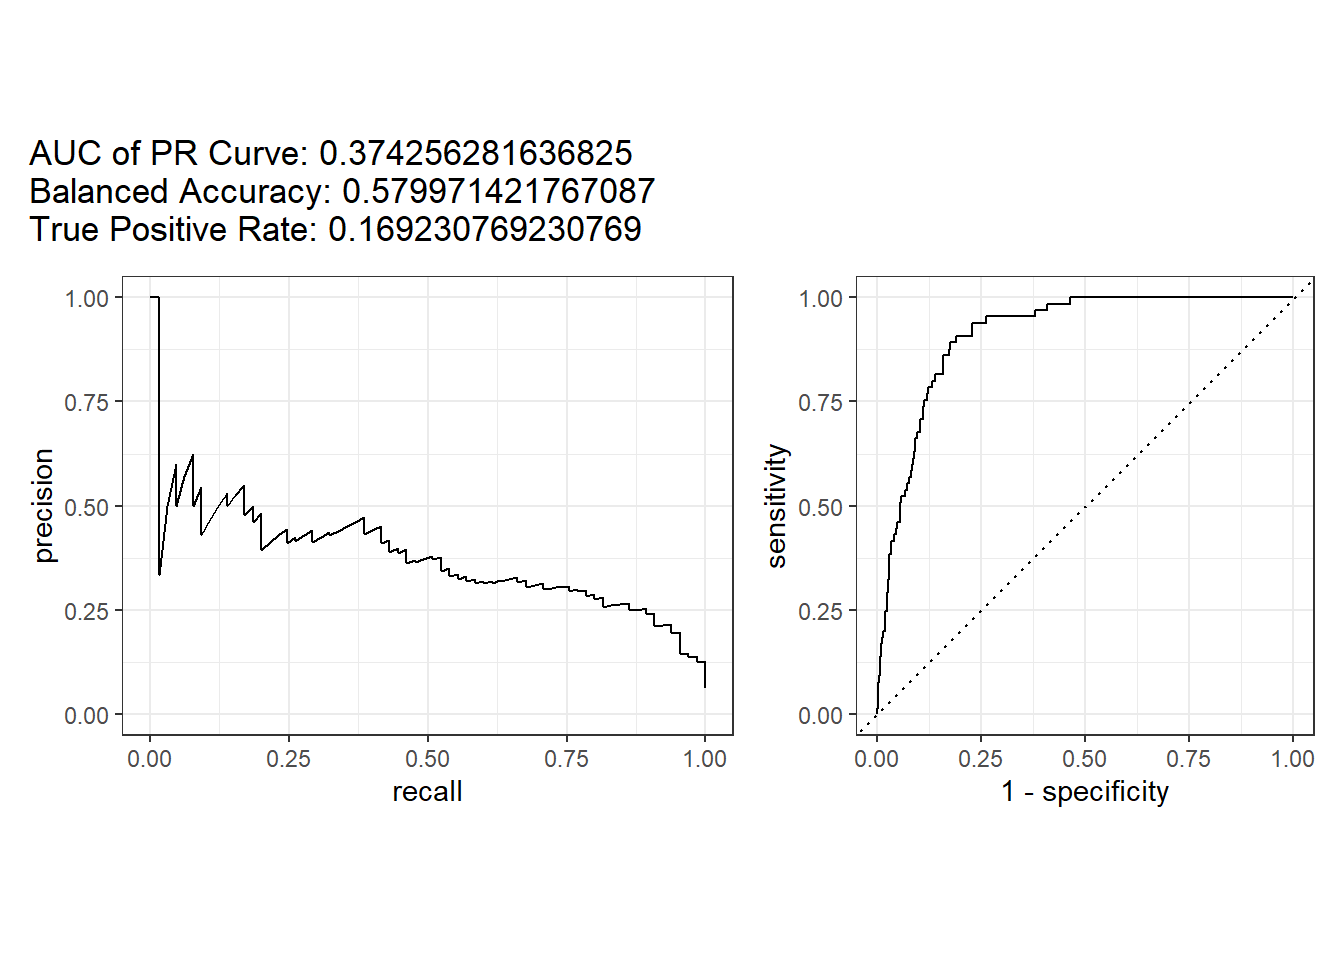 AUC of PR Curve: 0.374256281636825
Balanced Accuracy: 0.579971421767087
True Positive Rate: 0.169230769230769
1.00
0.75
0.50
0.25
0.00
precision
0.00 0.25 0.50 0.75 1.00
recall
1.00
0.75
0.50
0.25
0.00
sensitivity
0.00 0.25 0.50 0.75 1.00
1 - specificity